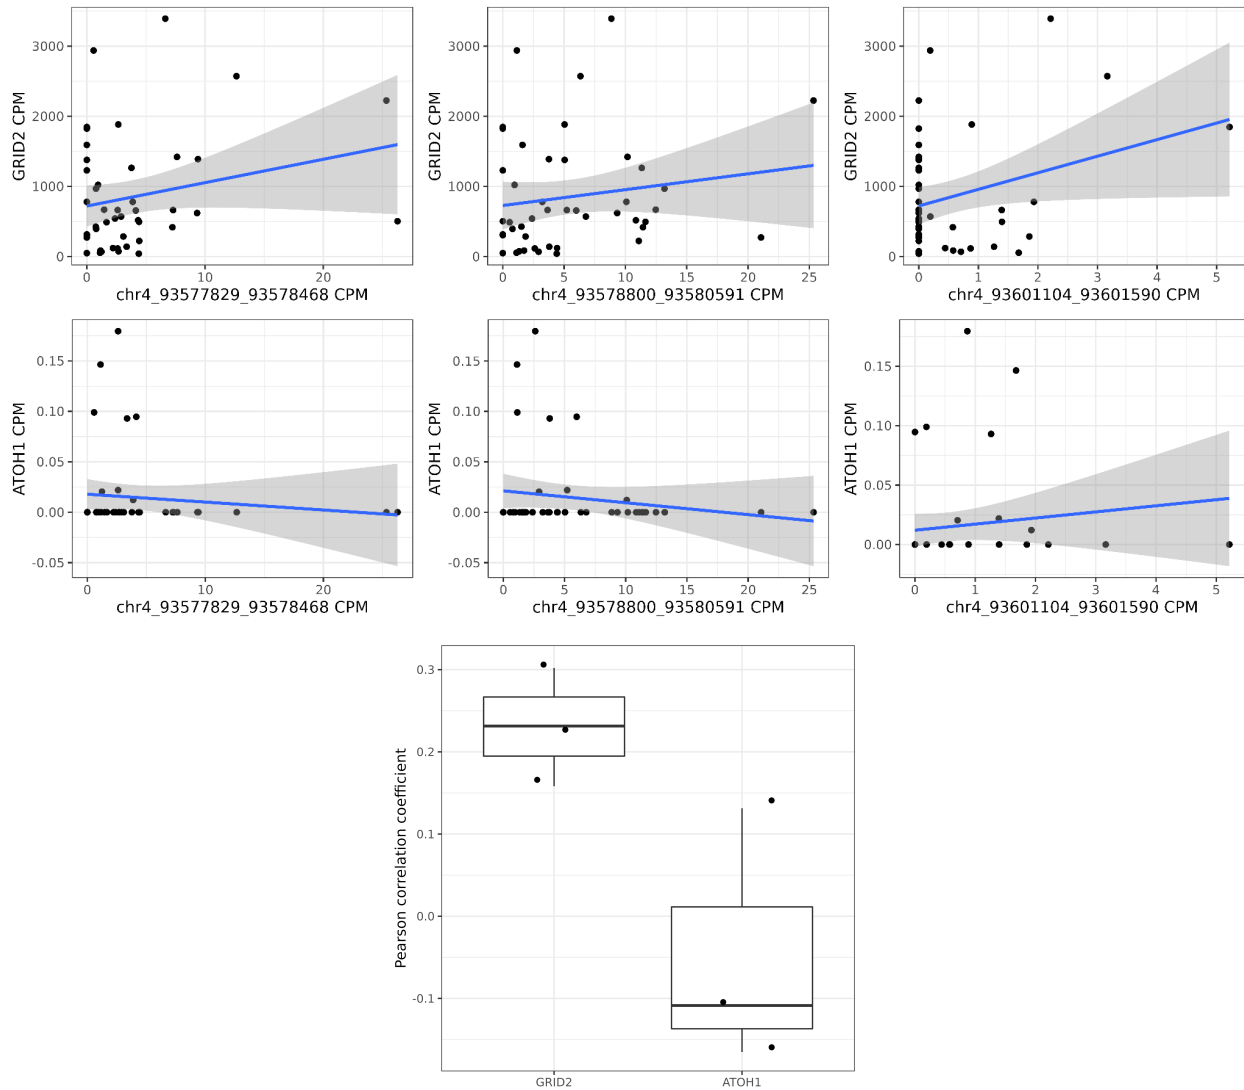 GRID2 CPM
3000
2000
1000
0
0 10 20
chr4_93577829_93578468 CPM
GRID2 CPM
3000
2000
1000
0
0 5 10 15 20 25
chr4_93578800_93580591 CPM
GRID2 CPM
3000
2000
1000
0
0 1 2 3 4 5
chr4_93601104_93601590 CPM
ATOH1 CPM
0.15
0.10
0.05
0.00
-0.05
0 10 20
chr4_93577829_93578468 CPM
ATOH1 CPM
0.15
0.10
0.05
0.00
-0.05
0 5 10 15 20 25
chr4_93578800_93580591 CPM
ATOH1 CPM
0.15
0.10
0.05
0.00
0 1 2 3 4 5
chr4_93601104_93601590 CPM
Pearson correlation coefficient
0.3
0.2
0.1
0.0
-0.1
GRID2 ATOH1